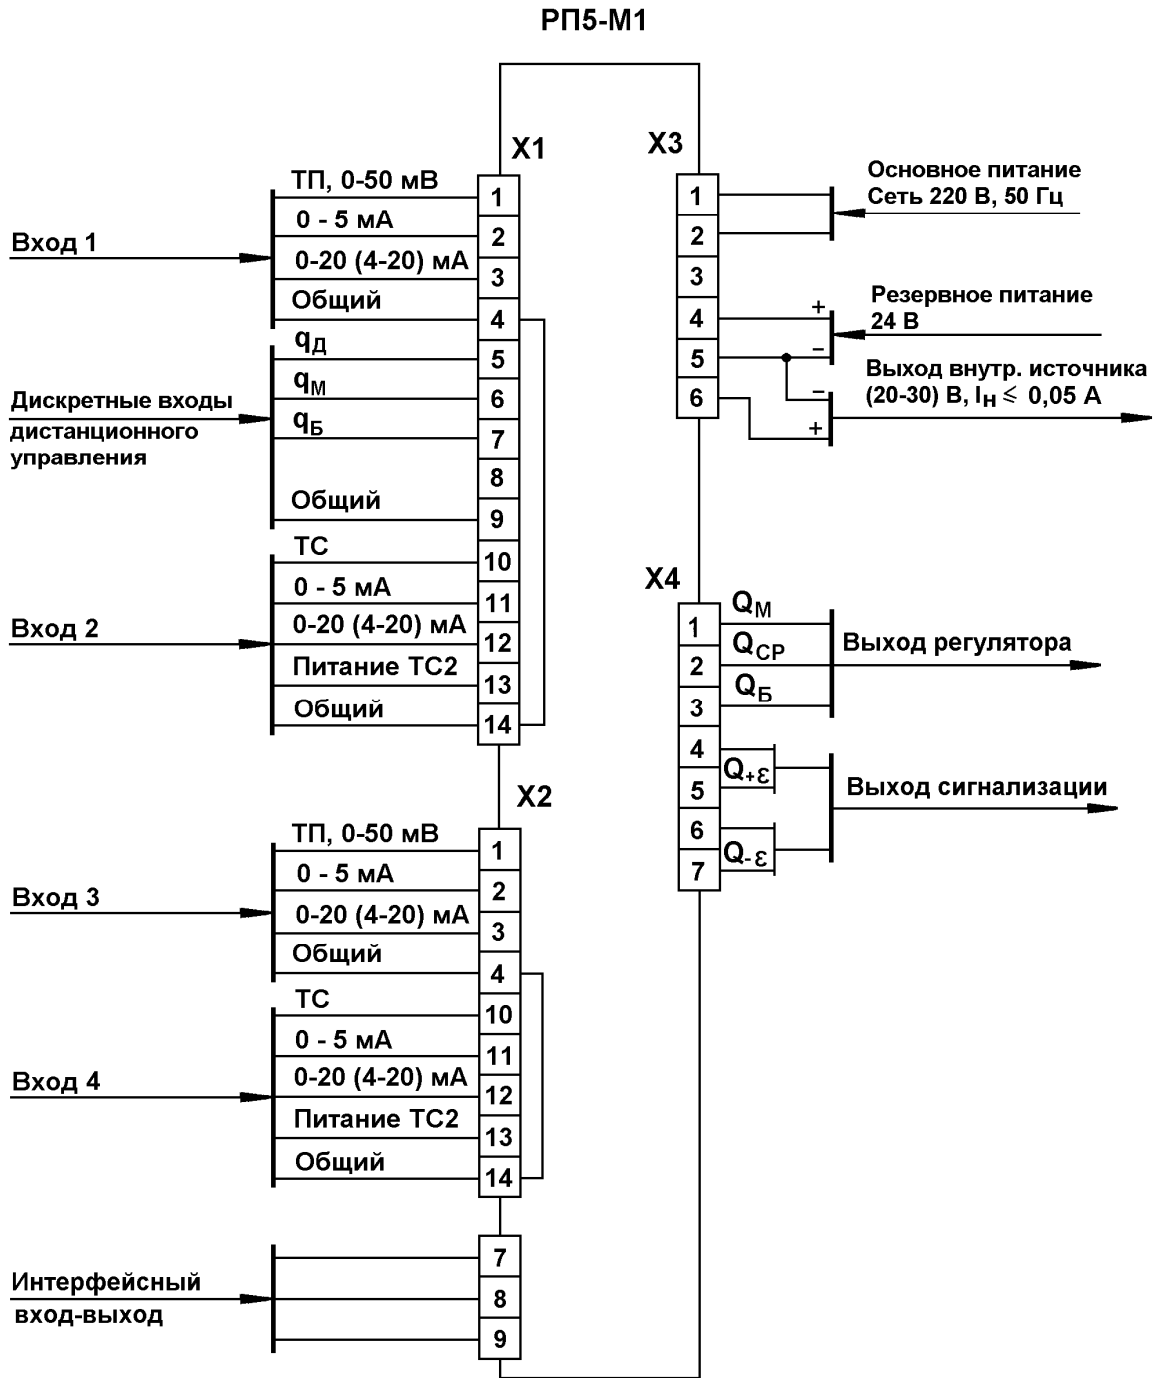 РП5-М1
X1
Вход 1
ТП, 0-50 мВ
1
0 - 5 мА
2
0-20 (4-20) мА
3
Общий
4
Дискретные входы
дистанционного
управления
qД
5
qМ
6
qБ
7
8
Общий
9
Вход 2
ТС
10
0 - 5 мА
11
0-20 (4-20) мА
12
Питание ТС2
13
Общий
14
X2
Вход 3
ТП, 0-50 мВ
1
0 - 5 мА
2
0-20 (4-20) мА
3
Общий
4
Вход 4
ТС
10
0 - 5 мА
11
0-20 (4-20) мА
12
Питание ТС2
13
Общий
14
Интерфейсный
вход-выход
7
8
9
X3
1
2
3
4
5
6
Основное питание
Сеть 220 В, 50 Гц
+
–
Резервное питание
24 В
–
+
Выход внутр. источника
(20-30) В, IН ⩽ 0,05 А
X4
1
QМ
2
QСР
3
QБ
Выход регулятора
4
Q+ε
5
6
Q-ε
7
Выход сигнализации